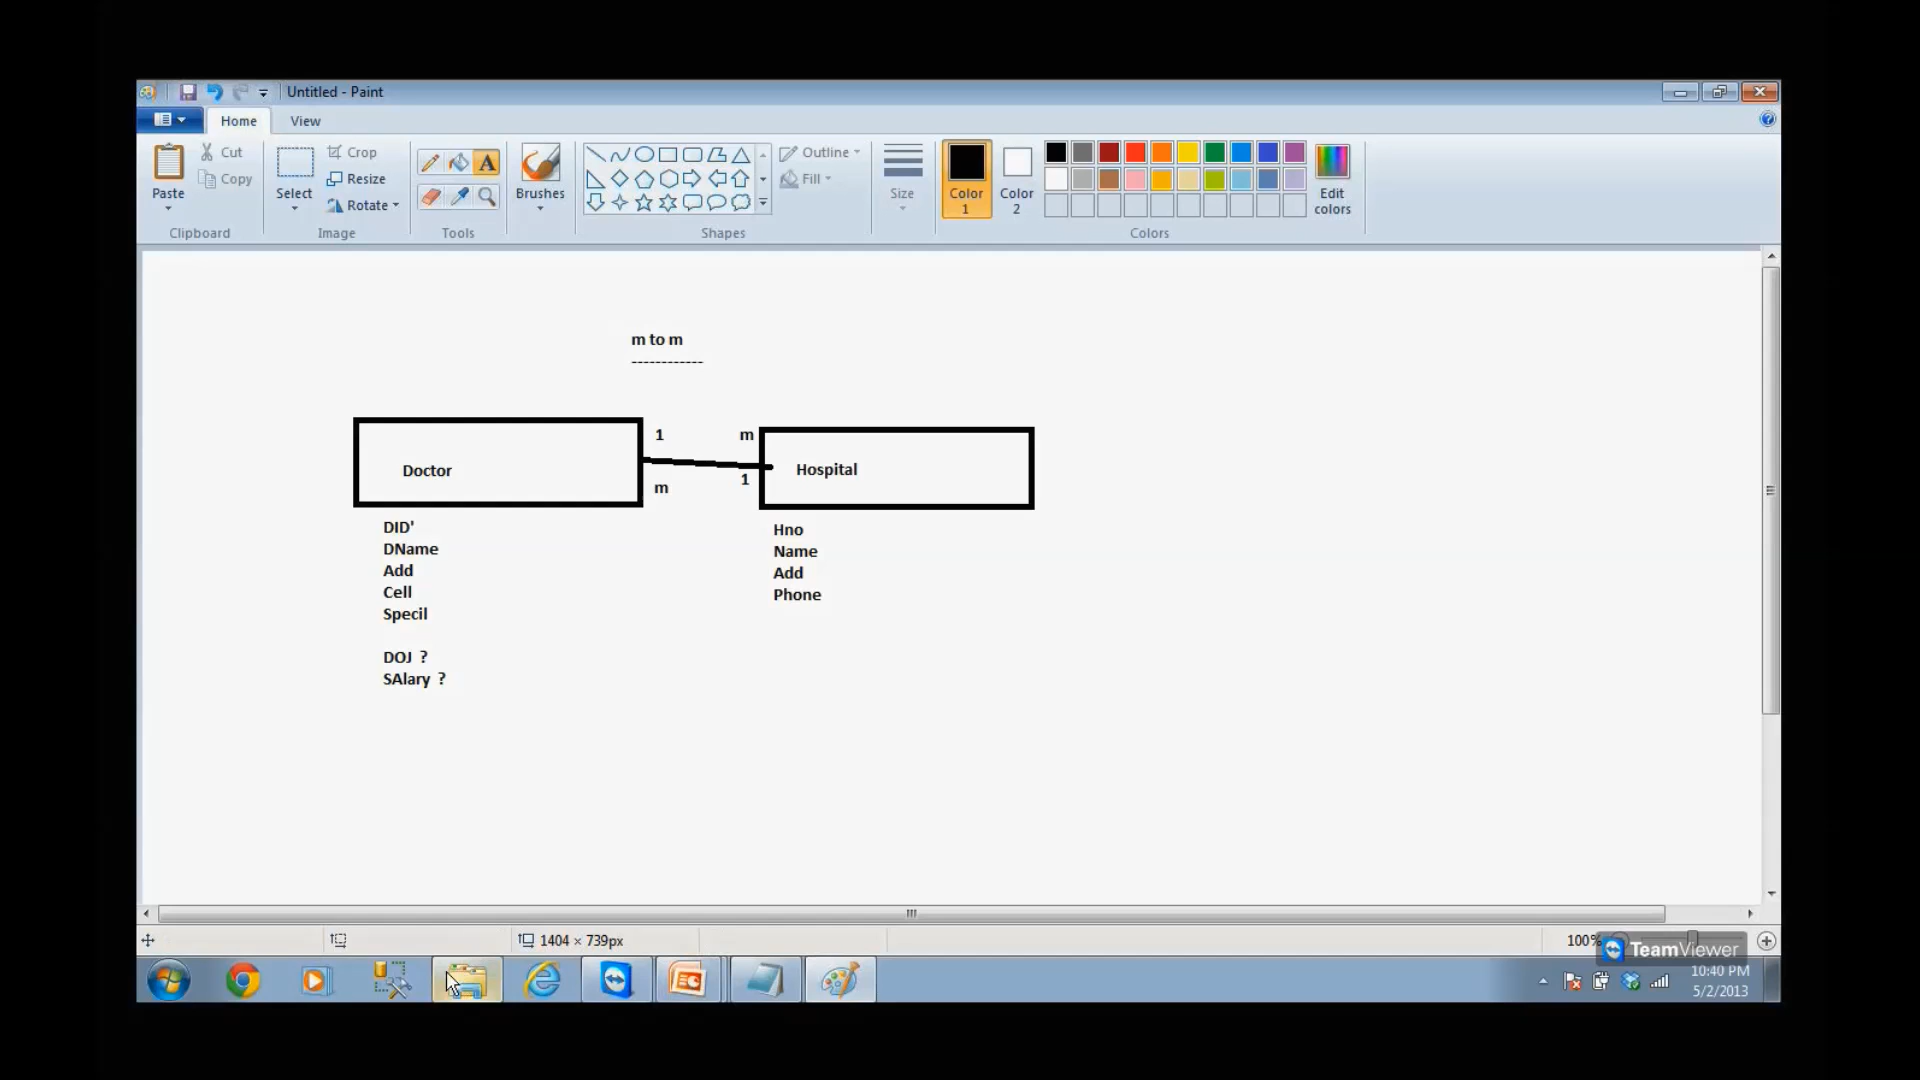 Untitled - Paint
Home View
Paste
Cut
Copy
Clipboard
Select
Crop
Resize
Rotate
Image
A
Tools
Brushes
Shapes
Outline
Fill
Size
Color 1
Color 2
Edit colors
Colors
m to m
------------
1 m
Doctor
Hospital
m 1
DID'
DName
Add
Cell
Specil
DOJ ?
SAlary ?
Hno
Name
Add
Phone
1404 × 739px
100%
TeamViewer
10:40 PM
5/2/2013